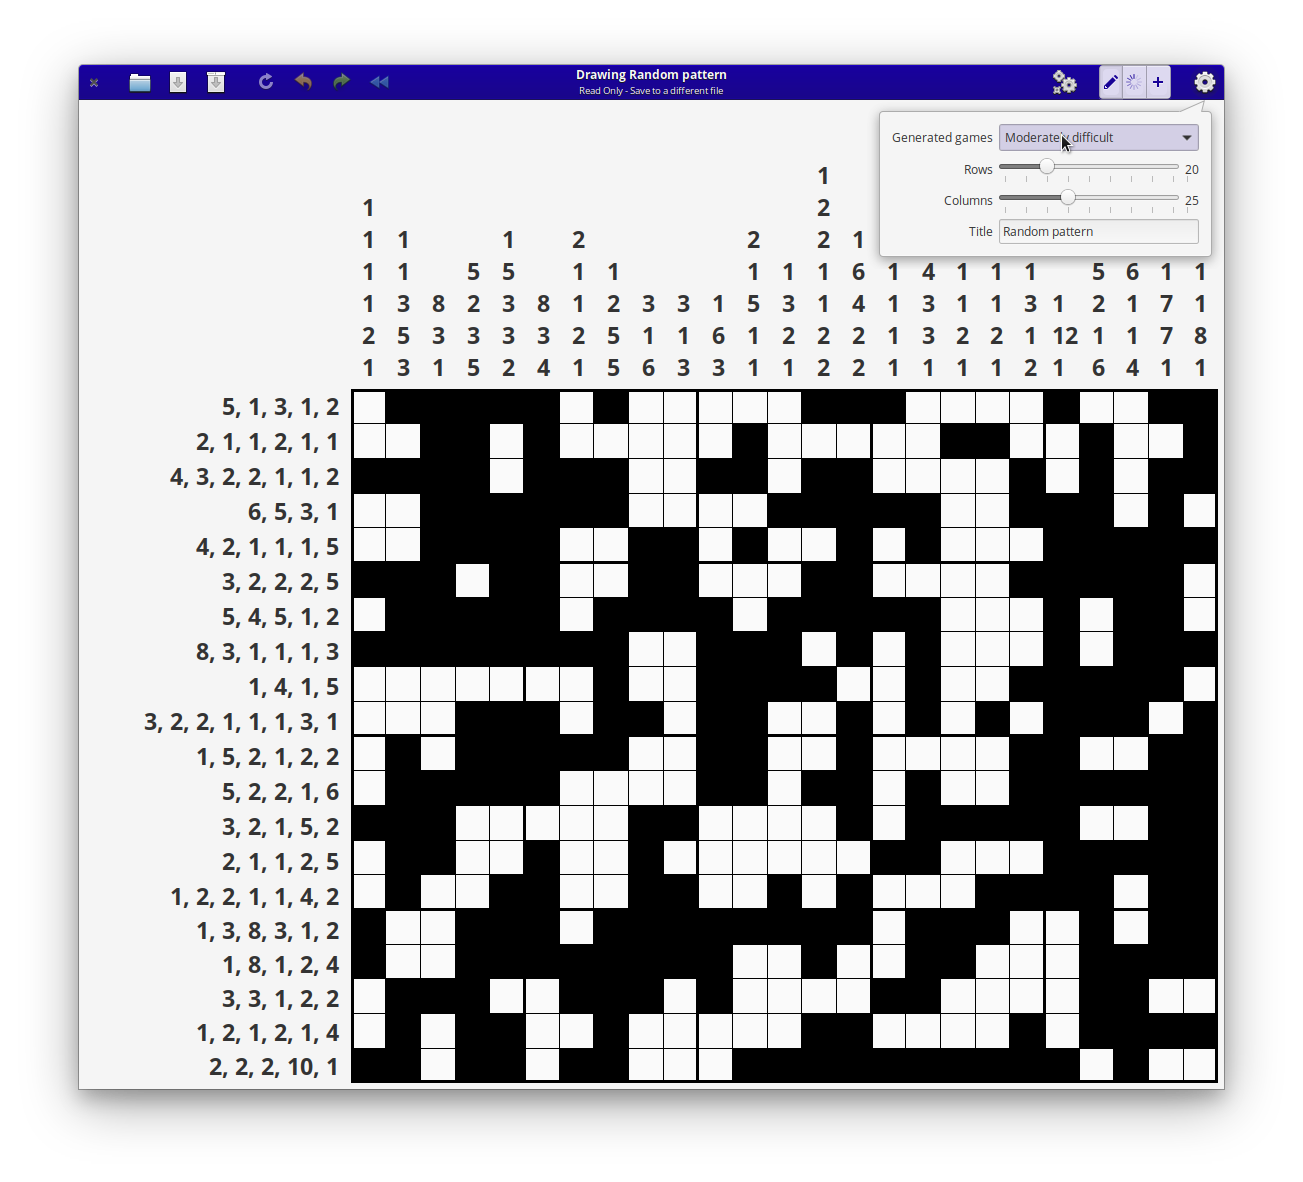 Drawing Random pattern
Read Only - Save to a different file
Generated games Moderately difficult
Rows 20
Columns 25
Title Random pattern
1
1 2
1 1 1 2 2 2 1
1 1 5 5 1 1 1 1 1 6 1 4 1 1 1 5 6 1 1
1 3 8 2 3 8 1 2 3 3 1 5 3 1 4 1 3 1 1 3 1 2 1 7 1
2 5 3 3 3 3 2 5 1 1 6 1 2 2 2 1 3 2 2 1 12 1 1 7 8
1 3 1 5 2 4 1 5 6 3 3 1 1 2 2 1 1 1 1 2 1 6 4 1 1
5, 1, 3, 1, 2
2, 1, 1, 2, 1, 1
4, 3, 2, 2, 1, 1, 2
6, 5, 3, 1
4, 2, 1, 1, 1, 5
3, 2, 2, 2, 5
5, 4, 5, 1, 2
8, 3, 1, 1, 1, 3
1, 4, 1, 5
3, 2, 2, 1, 1, 1, 3, 1
1, 5, 2, 1, 2, 2
5, 2, 2, 1, 6
3, 2, 1, 5, 2
2, 1, 1, 2, 5
1, 2, 2, 1, 1, 4, 2
1, 3, 8, 3, 1, 2
1, 8, 1, 2, 4
3, 3, 1, 2, 2
1, 2, 1, 2, 1, 4
2, 2, 2, 10, 1